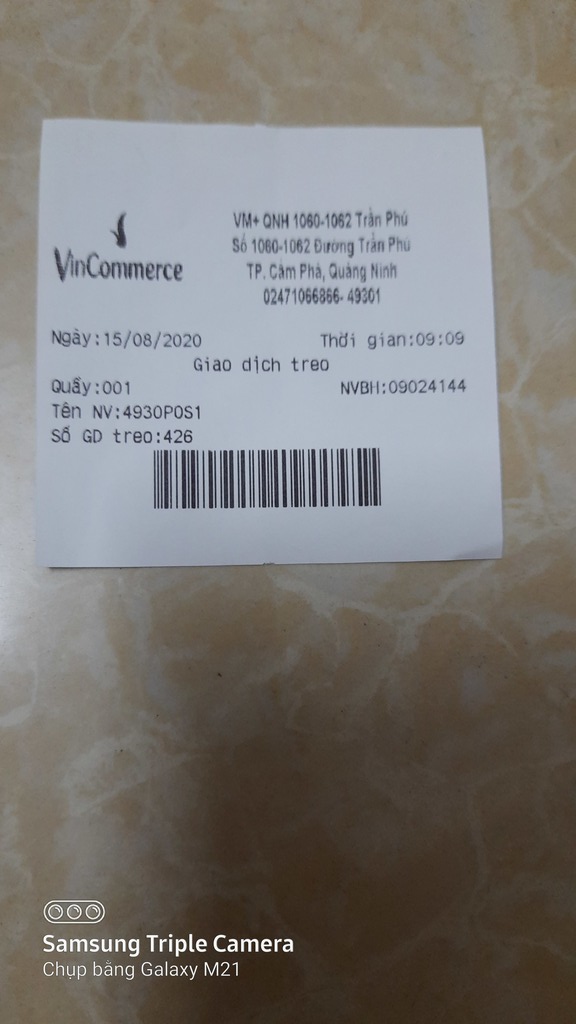 VinCommerce
VM+ QNH 1060-1062 Trần Phú
Số 1060-1062 Đường Trần Phú
TP. Cẩm Phả, Quảng Ninh
02471066866- 49301
Ngày:15/08/2020 Thời gian:09:09
Giao dịch treo
Quầy:001 NVBH:09024144
Tên NV:4930POS1
Số GD treo:426
Samsung Triple Camera
Chụp bằng Galaxy M21